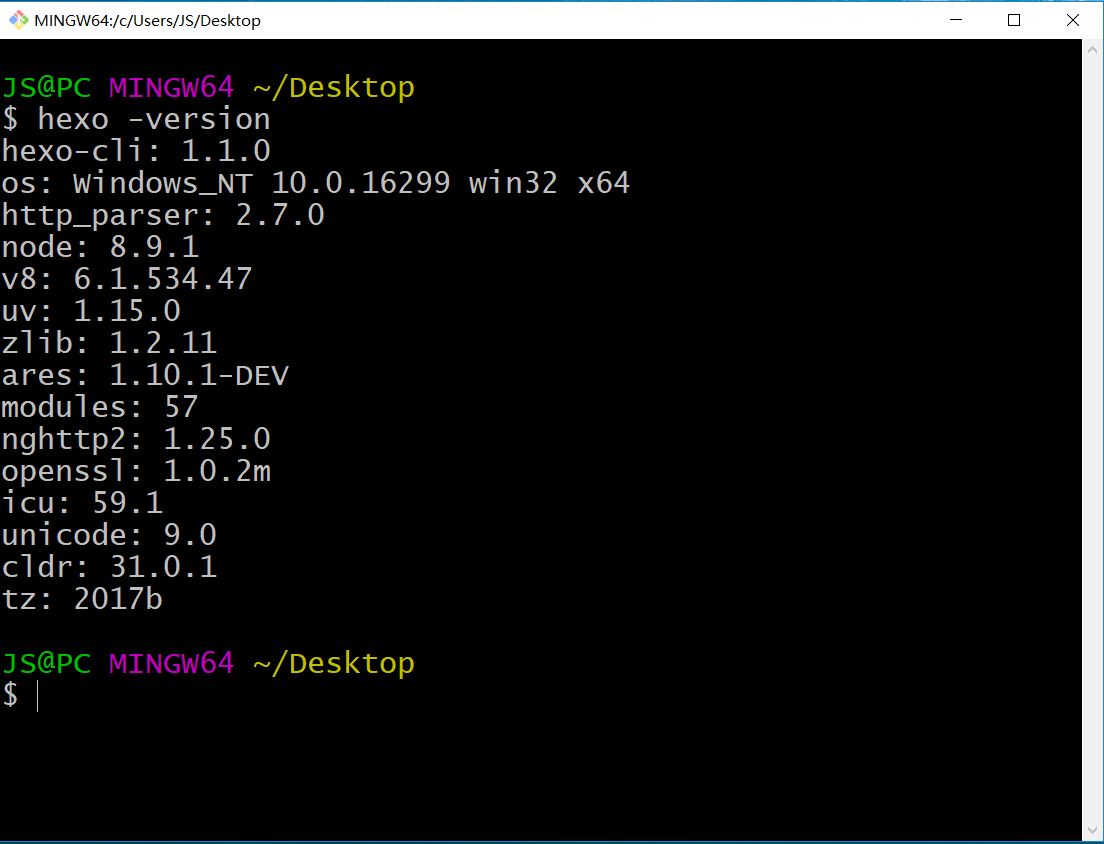 MINGW64:/c/Users/JS/Desktop
JS@PC MINGW64 ~/Desktop
$ hexo -version
hexo-cli: 1.1.0
os: Windows_NT 10.0.16299 win32 x64
http_parser: 2.7.0
node: 8.9.1
v8: 6.1.534.47
uv: 1.15.0
zlib: 1.2.11
ares: 1.10.1-DEV
modules: 57
nghttp2: 1.25.0
openssl: 1.0.2m
icu: 59.1
unicode: 9.0
cldr: 31.0.1
tz: 2017b
JS@PC MINGW64 ~/Desktop
$